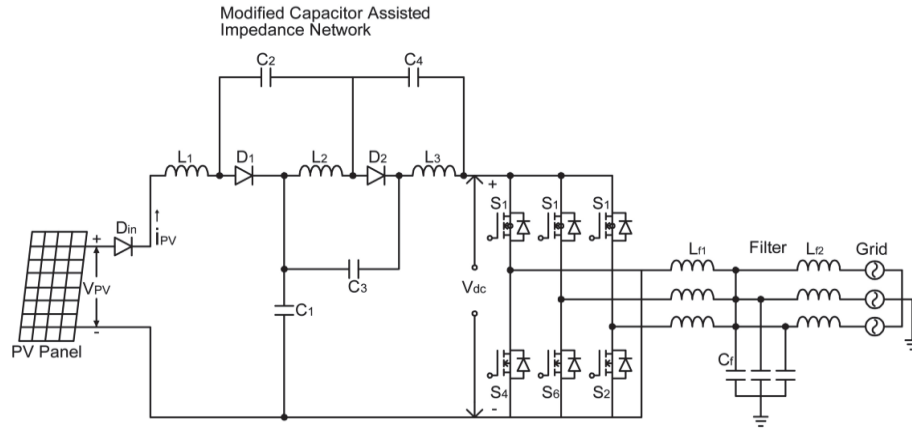 Modified Capacitor Assisted
Impedance Network
C2
C4
L1
D1
L2
D2
L3
+
S1
S1
S1
Din
iPV
+
Lf1
Filter
Lf2
Grid
VPV
C3
Vdc
C1
-
PV Panel
Cf
S4
S6
S2
-